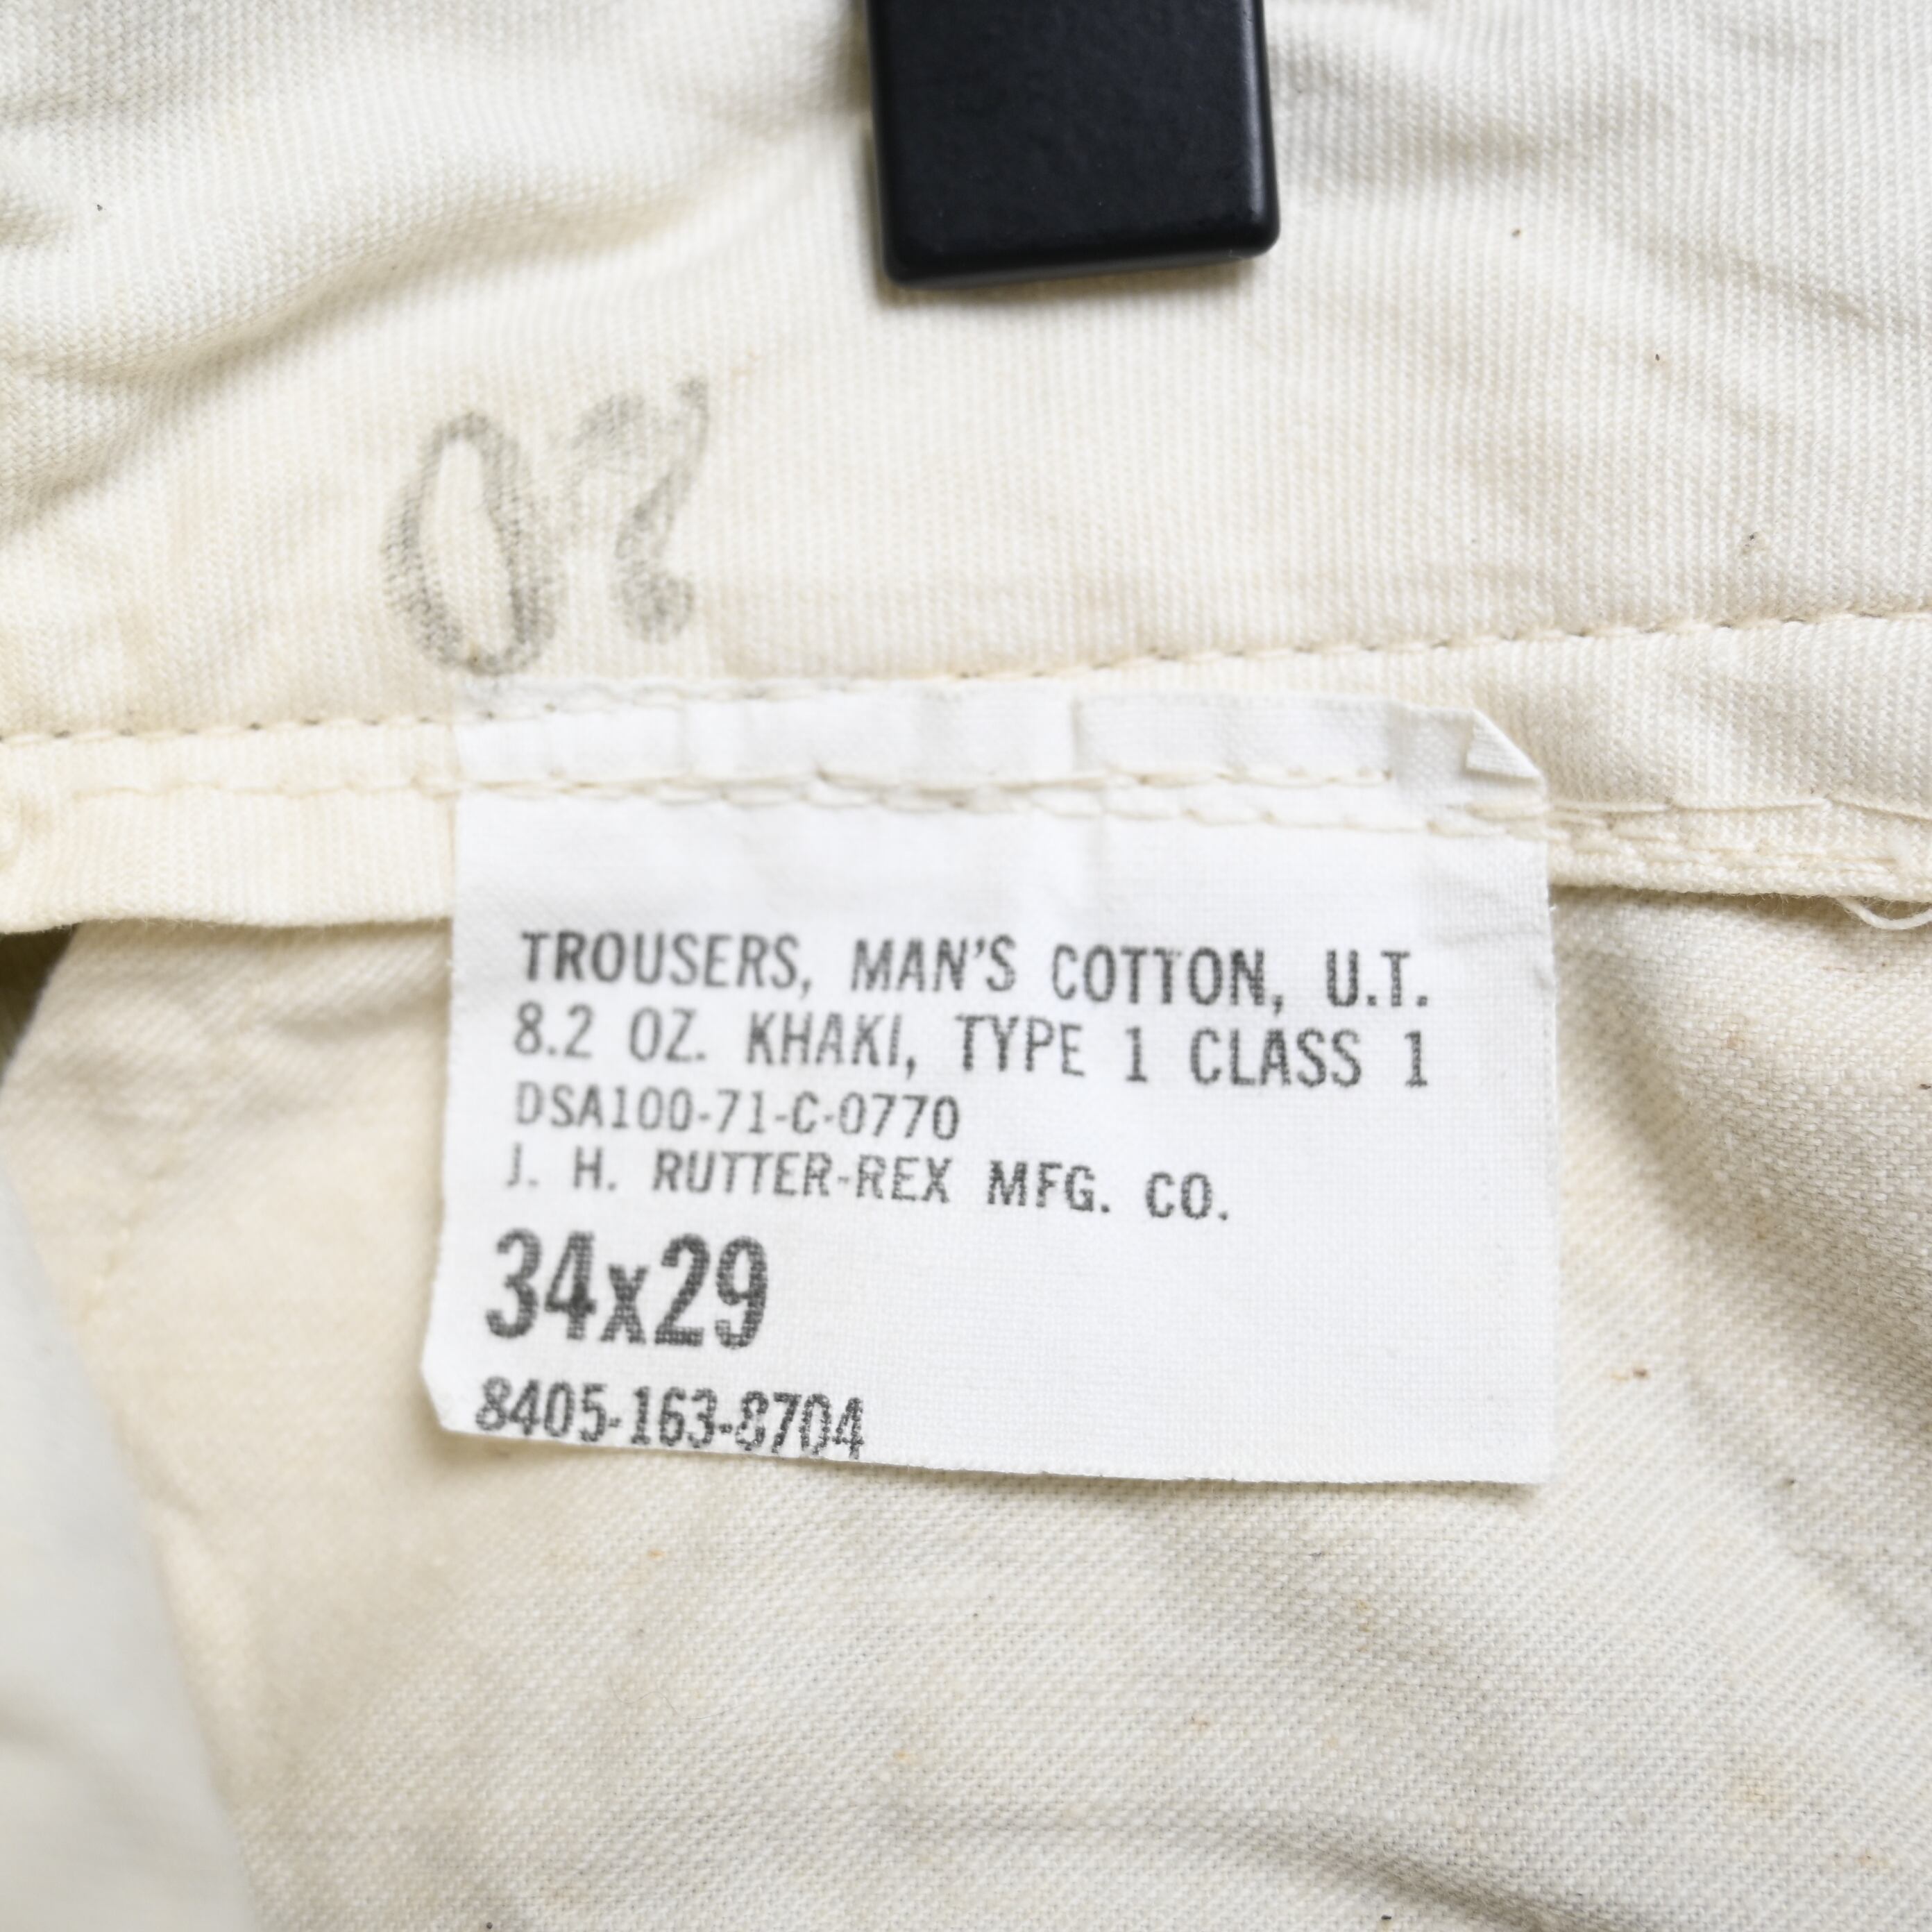 02
TROUSERS, MAN'S COTTON, U.T.
8.2 OZ. KHAKI, TYPE 1 CLASS 1
DSA100-71-C-0770
J. H. RUTTER-REX MFG. CO.
34x29
8405-163-8704